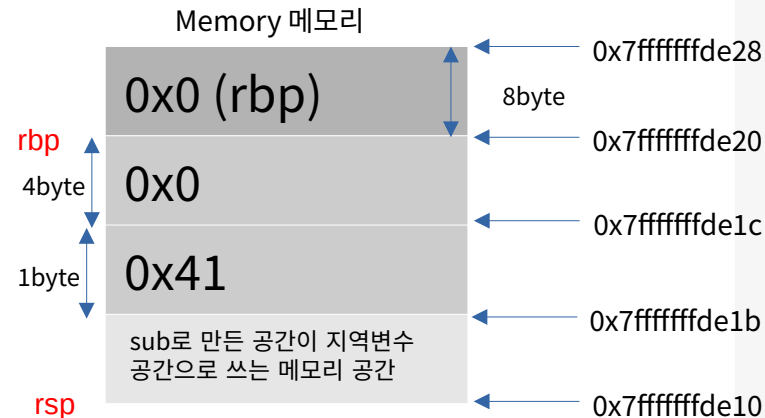 Memory 메모리
0x7fffffffde28
0x0 (rbp)
8byte
rbp
0x7fffffffde20
4byte
0x0
0x7fffffffde1c
1byte
0x41
0x7fffffffde1b
sub로 만든 공간이 지역변수
공간으로 쓰는 메모리 공간
rsp
0x7fffffffde10